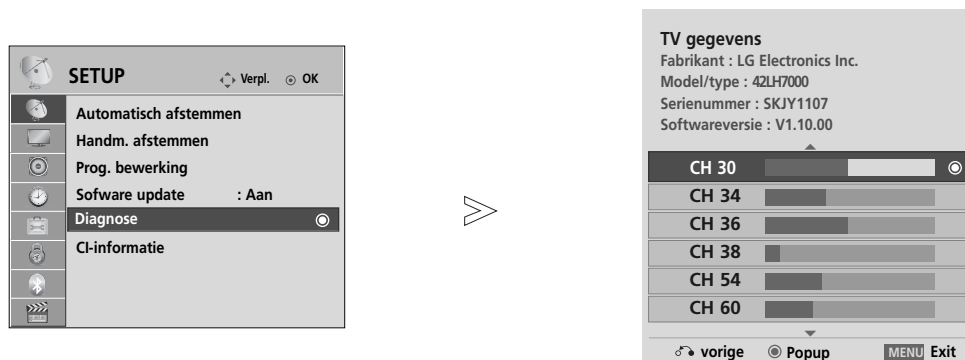 SETUP
Verpl. OK
Automatisch afstemmen
Handm. afstemmen
Prog. bewerking
Sofware update : Aan
Diagnose
CI-informatie
TV gegevens
Fabrikant : LG Electronics Inc.
Model/type : 42LH7000
Serienummer : SKJY1107
Softwareversie : V1.10.00
CH 30
CH 34
CH 36
CH 38
CH 54
CH 60
vorige Popup MENU Exit